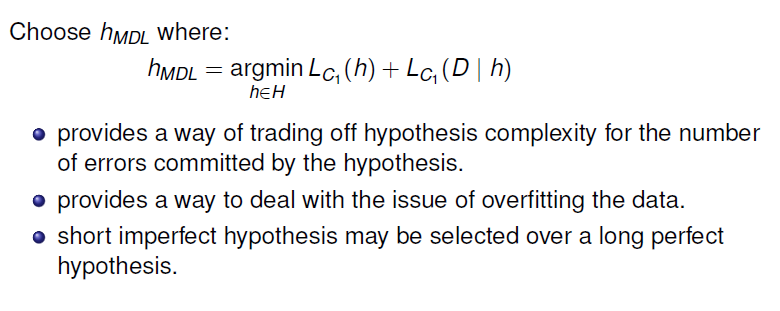 Choose h_MDL where:
h_MDL = argmin L_C₁(h) + L_C₁(D | h)
h∈H
provides a way of trading off hypothesis complexity for the number
of errors committed by the hypothesis.
provides a way to deal with the issue of overfitting the data.
short imperfect hypothesis may be selected over a long perfect
hypothesis.